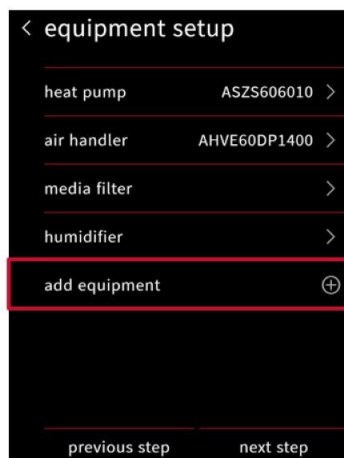 equipment setup
heat pump ASZS606010
air handler AHVE60DP1400
media filter
humidifier
add equipment
previous step next step